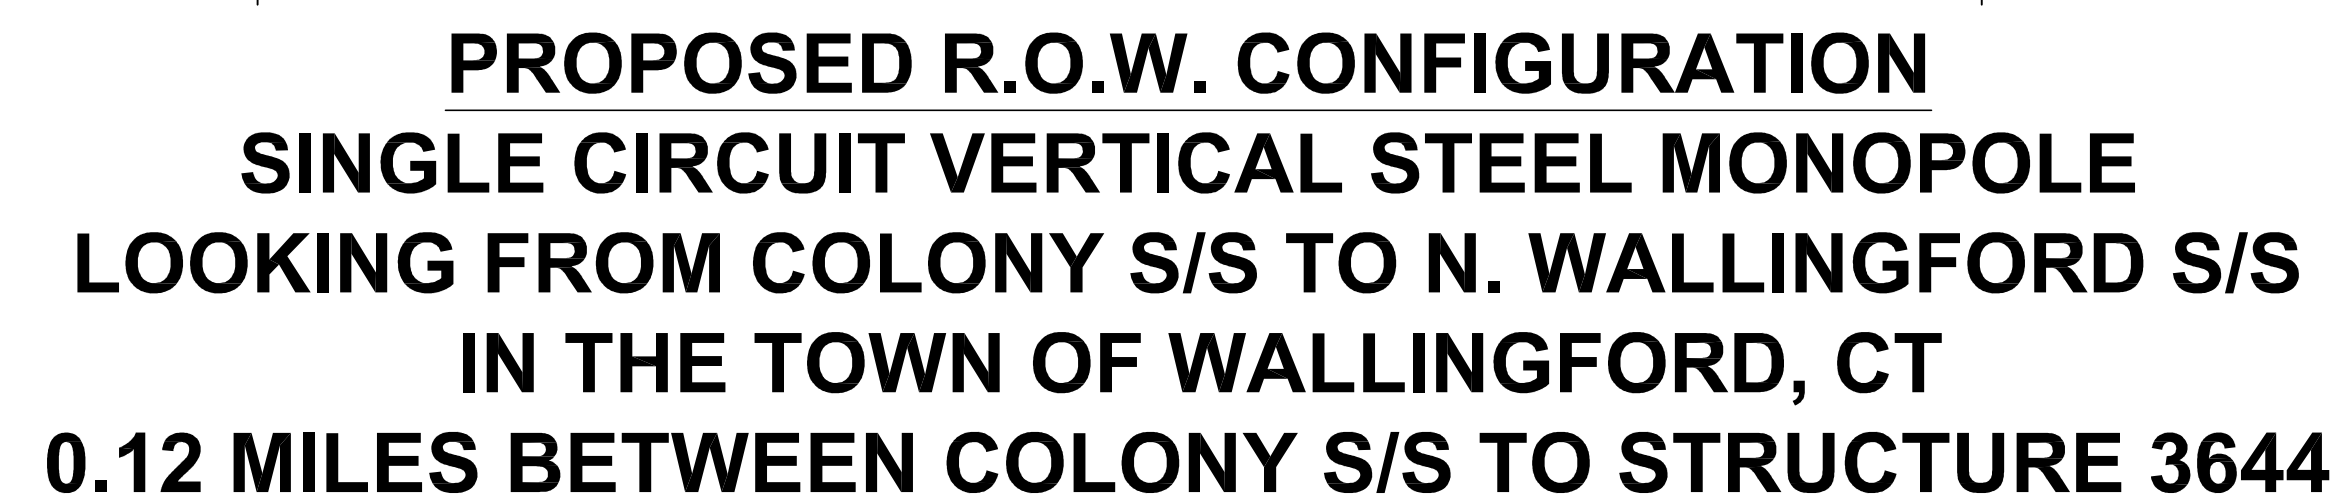 PROPOSED R.O.W. CONFIGURATION
SINGLE CIRCUIT VERTICAL STEEL MONOPOLE
LOOKING FROM COLONY S/S TO N. WALLINGFORD S/S
IN THE TOWN OF WALLINGFORD, CT
0.12 MILES BETWEEN COLONY S/S TO STRUCTURE 3644